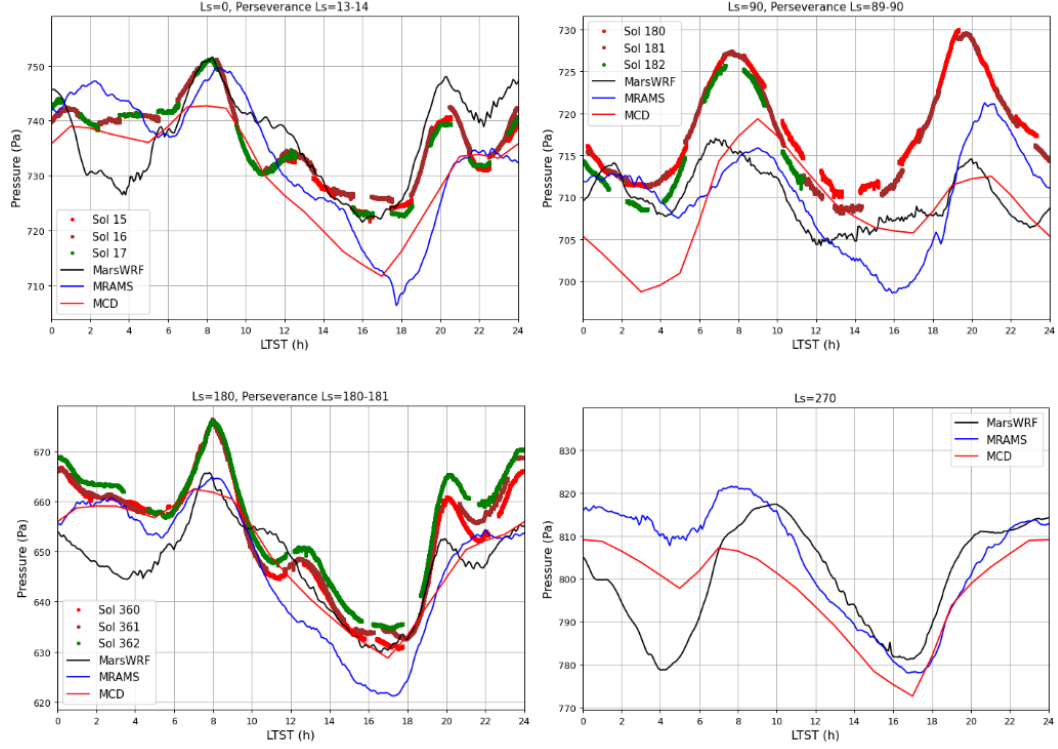 Ls=0, Perseverance Ls=13-14
750
740
730
720
710
Pressure (Pa)
Sol 15
Sol 16
Sol 17
MarsWRF
MRAMS
MCD
0 2 4 6 8 10 12 14 16 18 20 22 24
LTST (h)
Ls=90, Perseverance Ls=89-90
730
725
720
715
710
705
700
Pressure (Pa)
Sol 180
Sol 181
Sol 182
MarsWRF
MRAMS
MCD
0 2 4 6 8 10 12 14 16 18 20 22 24
LTST (h)
Ls=180, Perseverance Ls=180-181
670
660
650
640
630
620
Pressure (Pa)
Sol 360
Sol 361
Sol 362
MarsWRF
MRAMS
MCD
0 2 4 6 8 10 12 14 16 18 20 22 24
LTST (h)
Ls=270
830
820
810
800
790
780
770
Pressure (Pa)
MarsWRF
MRAMS
MCD
0 2 4 6 8 10 12 14 16 18 20 22 24
LTST (h)